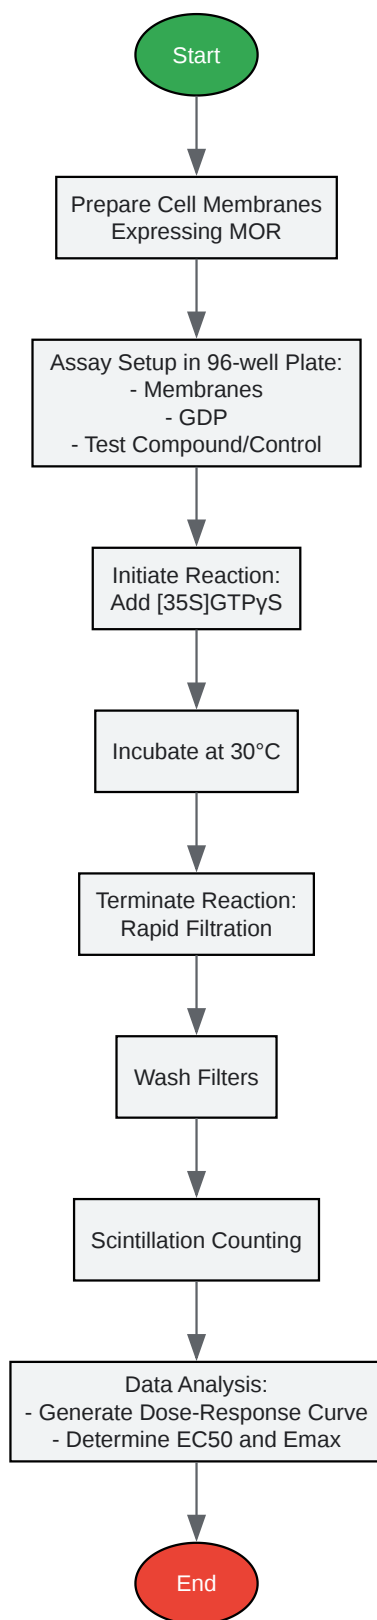 Start
Prepare Cell Membranes
Expressing MOR
Assay Setup in 96-well Plate:
- Membranes
- GDP
- Test Compound/Control
Initiate Reaction:
Add [35S]GTPγS
Incubate at 30°C
Terminate Reaction:
Rapid Filtration
Wash Filters
Scintillation Counting
Data Analysis:
- Generate Dose-Response Curve
- Determine EC50 and Emax
End